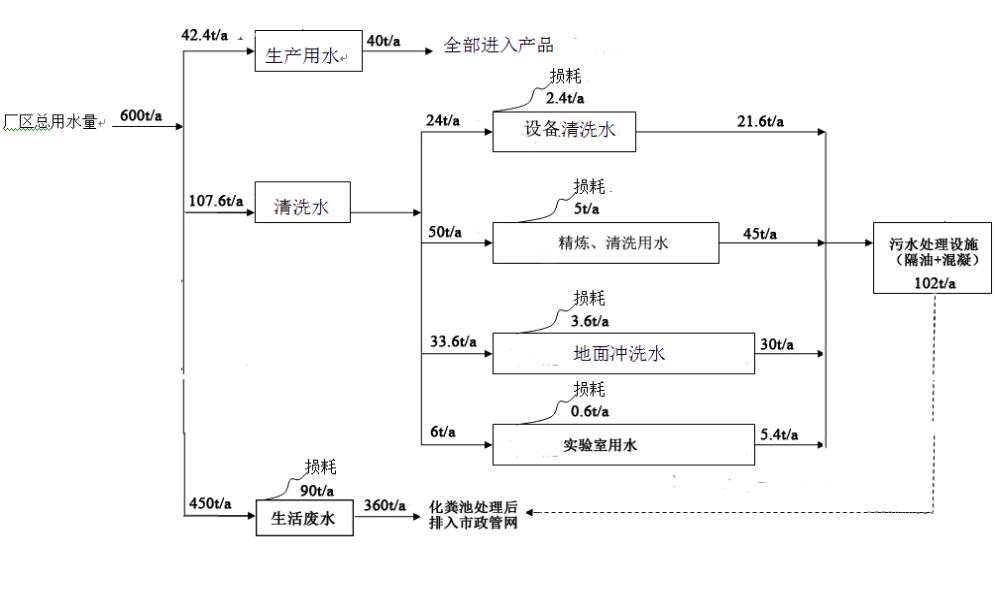 42.4t/a
生产用水
40t/a
全部进入产品
厂区总用水量
600t/a
损耗
2.4t/a
24t/a
设备清洗水
21.6t/a
107.6t/a
清洗水
损耗
5t/a
50t/a
精炼、清洗用水
45t/a
污水处理设施
（隔油+混凝）
102t/a
损耗
3.6t/a
33.6t/a
地面冲洗水
30t/a
损耗
0.6t/a
6t/a
实验室用水
5.4t/a
损耗
90t/a
450t/a
生活废水
360t/a
化粪池处理后
排入市政管网